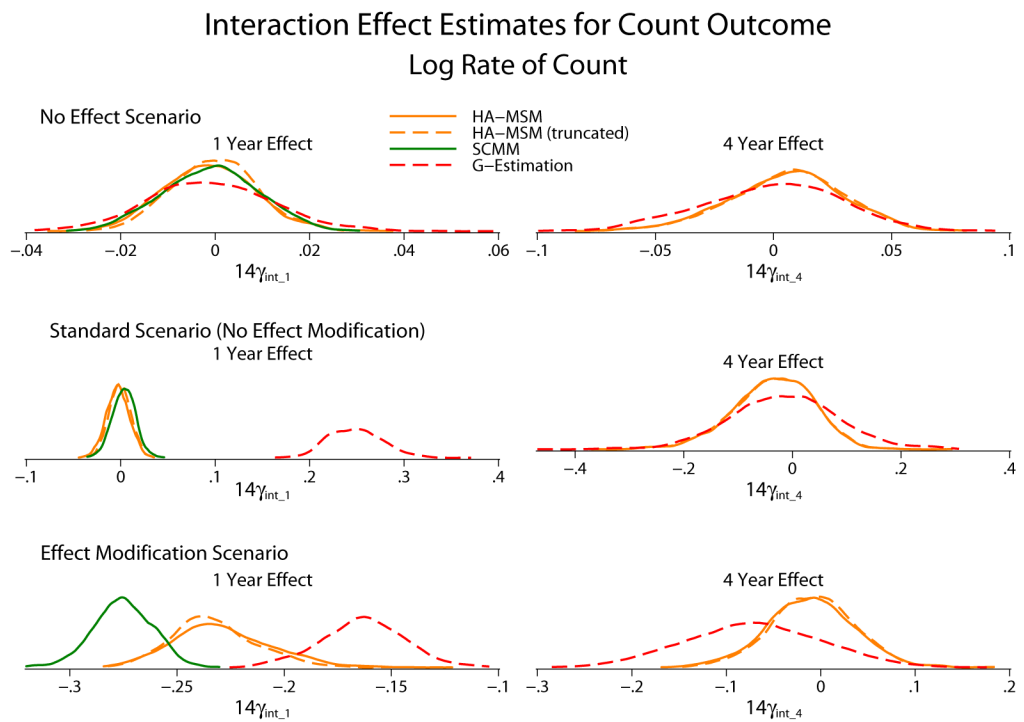 Interaction Effect Estimates for Count Outcome
Log Rate of Count
No Effect Scenario
HA−MSM
HA−MSM (truncated)
SCMM
G−Estimation
1 Year Effect
4 Year Effect
−.04 −.02 0 .02 .04 .06
14γint_1
−.1 −.05 0 .05 .1
14γint_4
Standard Scenario (No Effect Modification)
1 Year Effect
4 Year Effect
−.1 0 .1 .2 .3 .4
14γint_1
−.4 −.2 0 .2 .4
14γint_4
Effect Modification Scenario
1 Year Effect
4 Year Effect
−.3 −.25 −.2 −.15 −.1
14γint_1
−.3 −.2 −.1 0 .1 .2
14γint_4